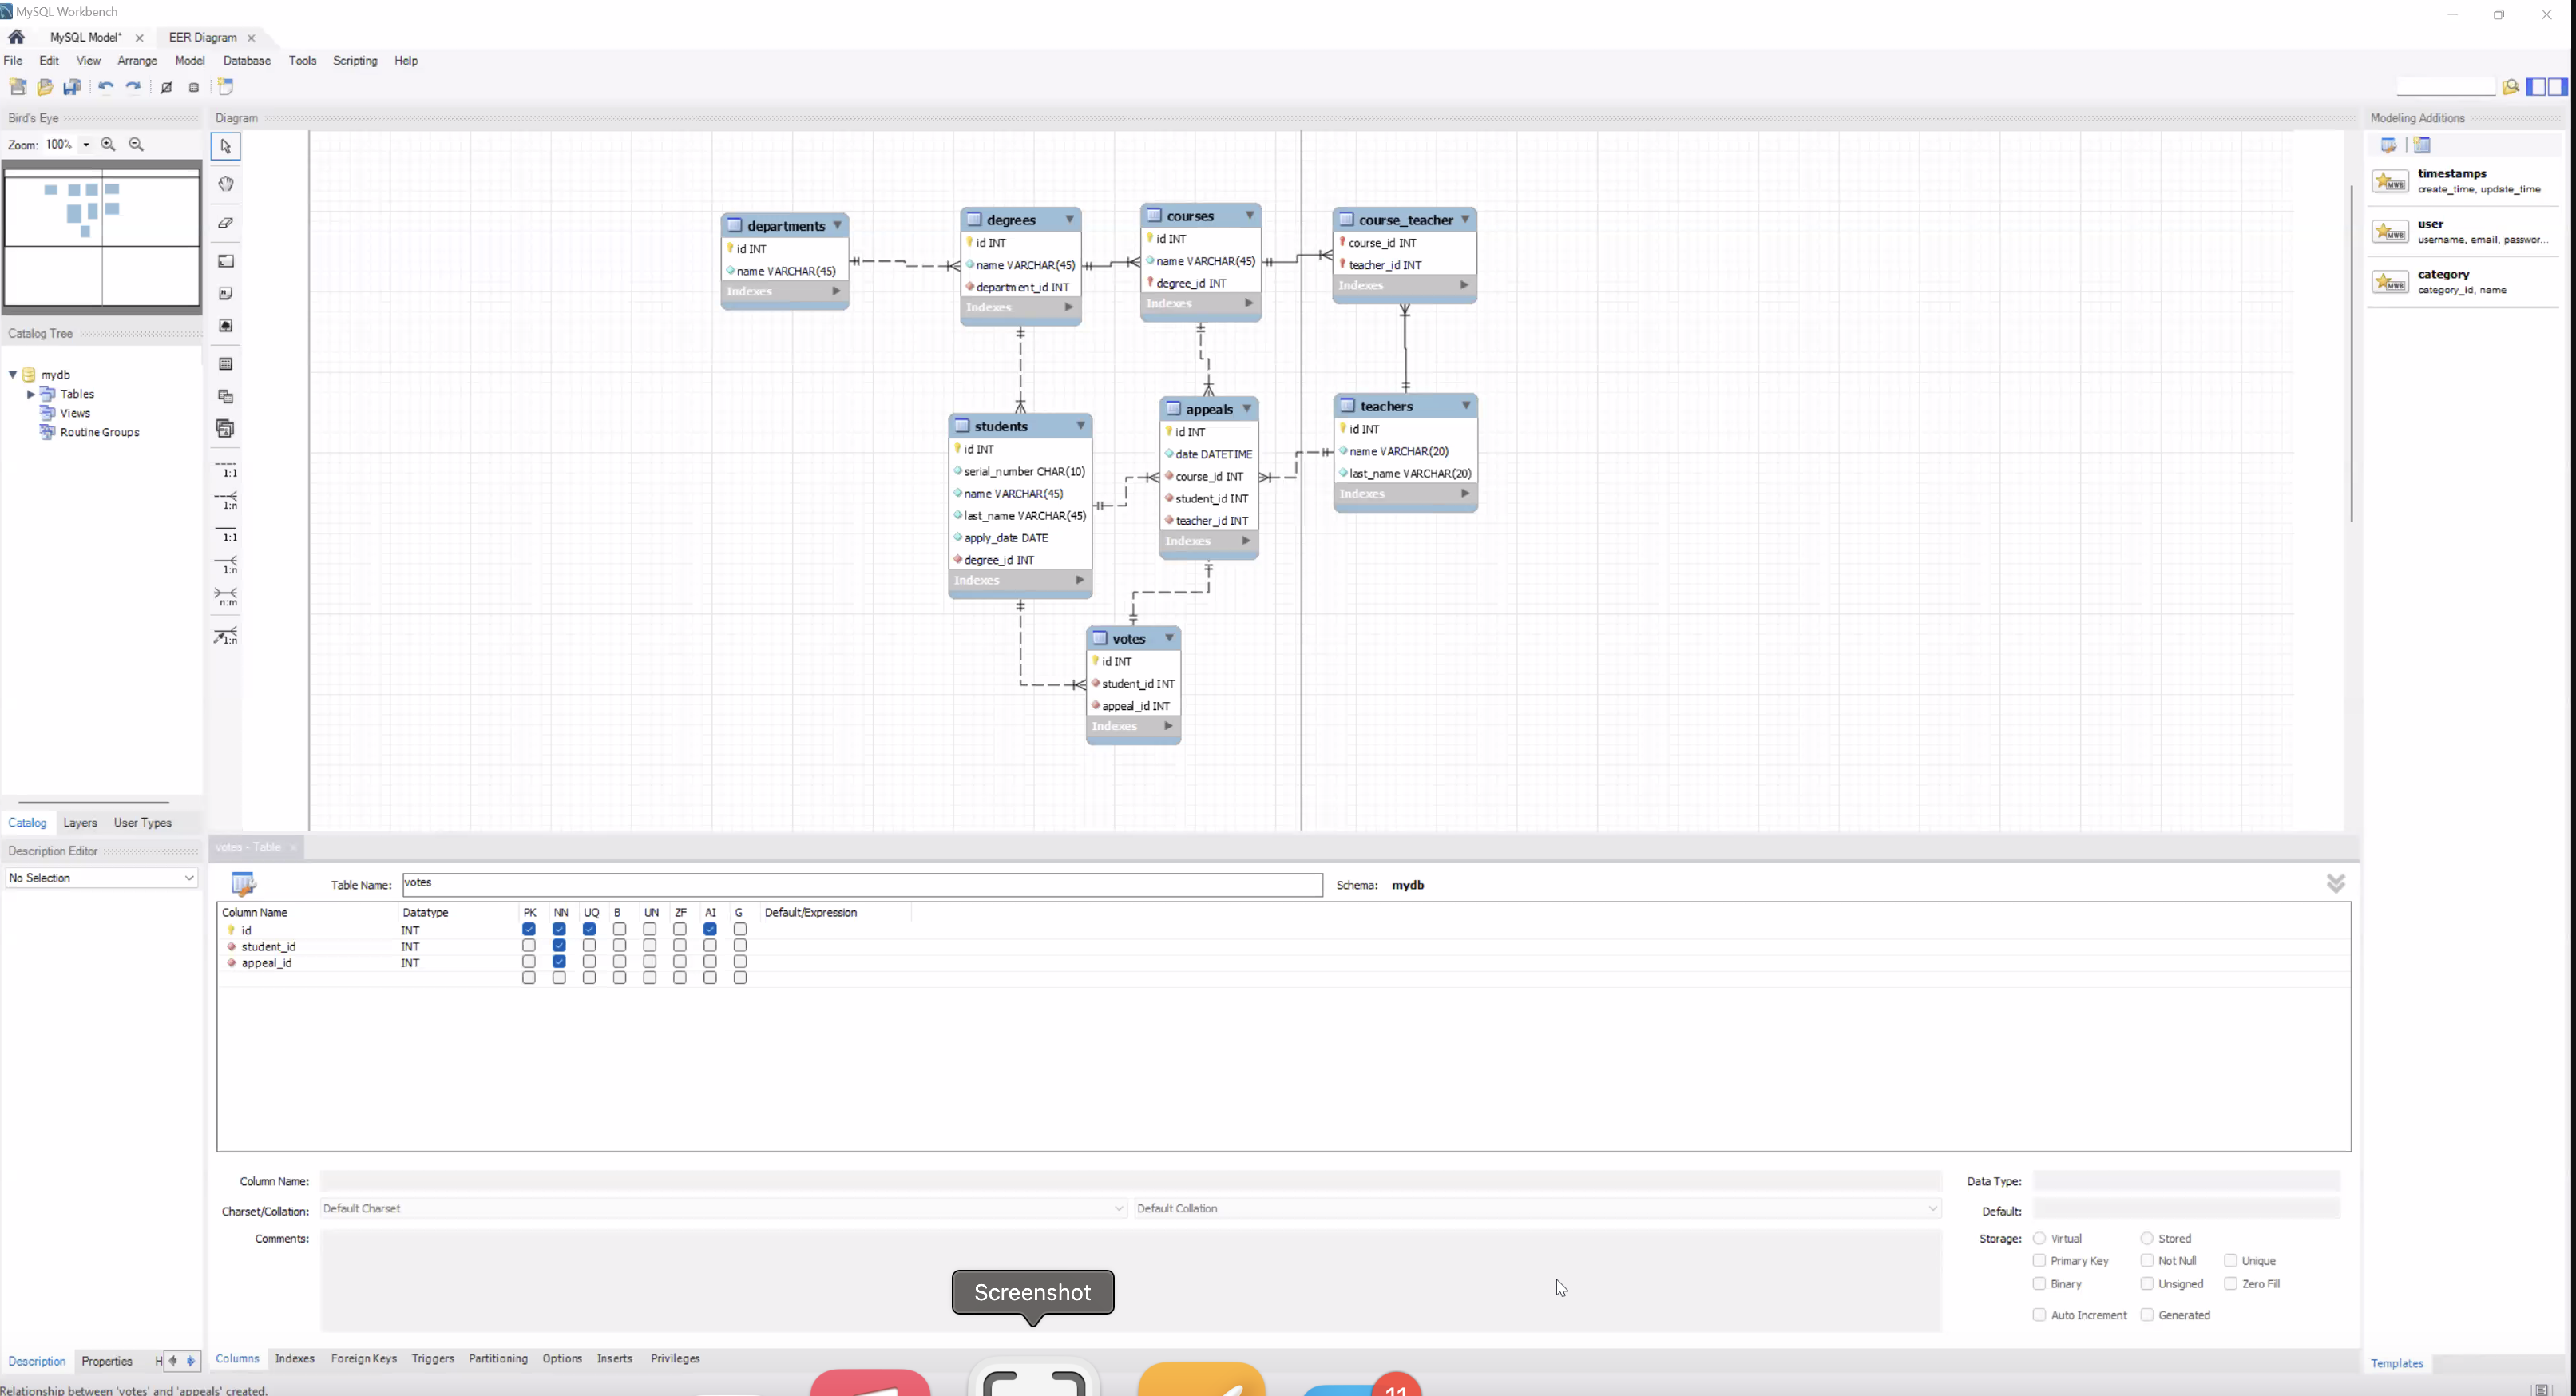 MySQL Workbench
MySQL Model* EER Diagram
File Edit View Arrange Model Database Tools Scripting Help
Bird's Eye
Zoom: 100%
Diagram
Modeling Additions
timestamps
create_time, update_time
user
username, email, passwor...
category
category_id, name
Catalog Tree
mydb
Tables
Views
Routine Groups
1:1
1:n
1:1
1:n
n:m
1:n
departments
id INT
name VARCHAR(45)
Indexes
degrees
id INT
name VARCHAR(45)
department_id INT
Indexes
courses
id INT
name VARCHAR(45)
degree_id INT
Indexes
course_teacher
course_id INT
teacher_id INT
Indexes
students
id INT
serial_number CHAR(10)
name VARCHAR(45)
last_name VARCHAR(45)
apply_date DATE
degree_id INT
Indexes
appeals
id INT
date DATETIME
course_id INT
student_id INT
teacher_id INT
Indexes
teachers
id INT
name VARCHAR(20)
last_name VARCHAR(20)
Indexes
votes
id INT
student_id INT
appeal_id INT
Indexes
Catalog Layers User Types
Description Editor
No Selection
votes - Table
Table Name: votes Schema: mydb
Column Name Datatype PK NN UQ B UN ZF AI G Default/Expression
id INT
student_id INT
appeal_id INT
Column Name: Data Type:
Charset/Collation: Default Charset Default Collation Default:
Comments: Storage: Virtual Stored
Primary Key Not Null Unique
Binary Unsigned Zero Fill
Auto Increment Generated
Screenshot
Description Properties H
Columns Indexes Foreign Keys Triggers Partitioning Options Inserts Privileges
Templates
Relationship between 'votes' and 'appeals' created.
11